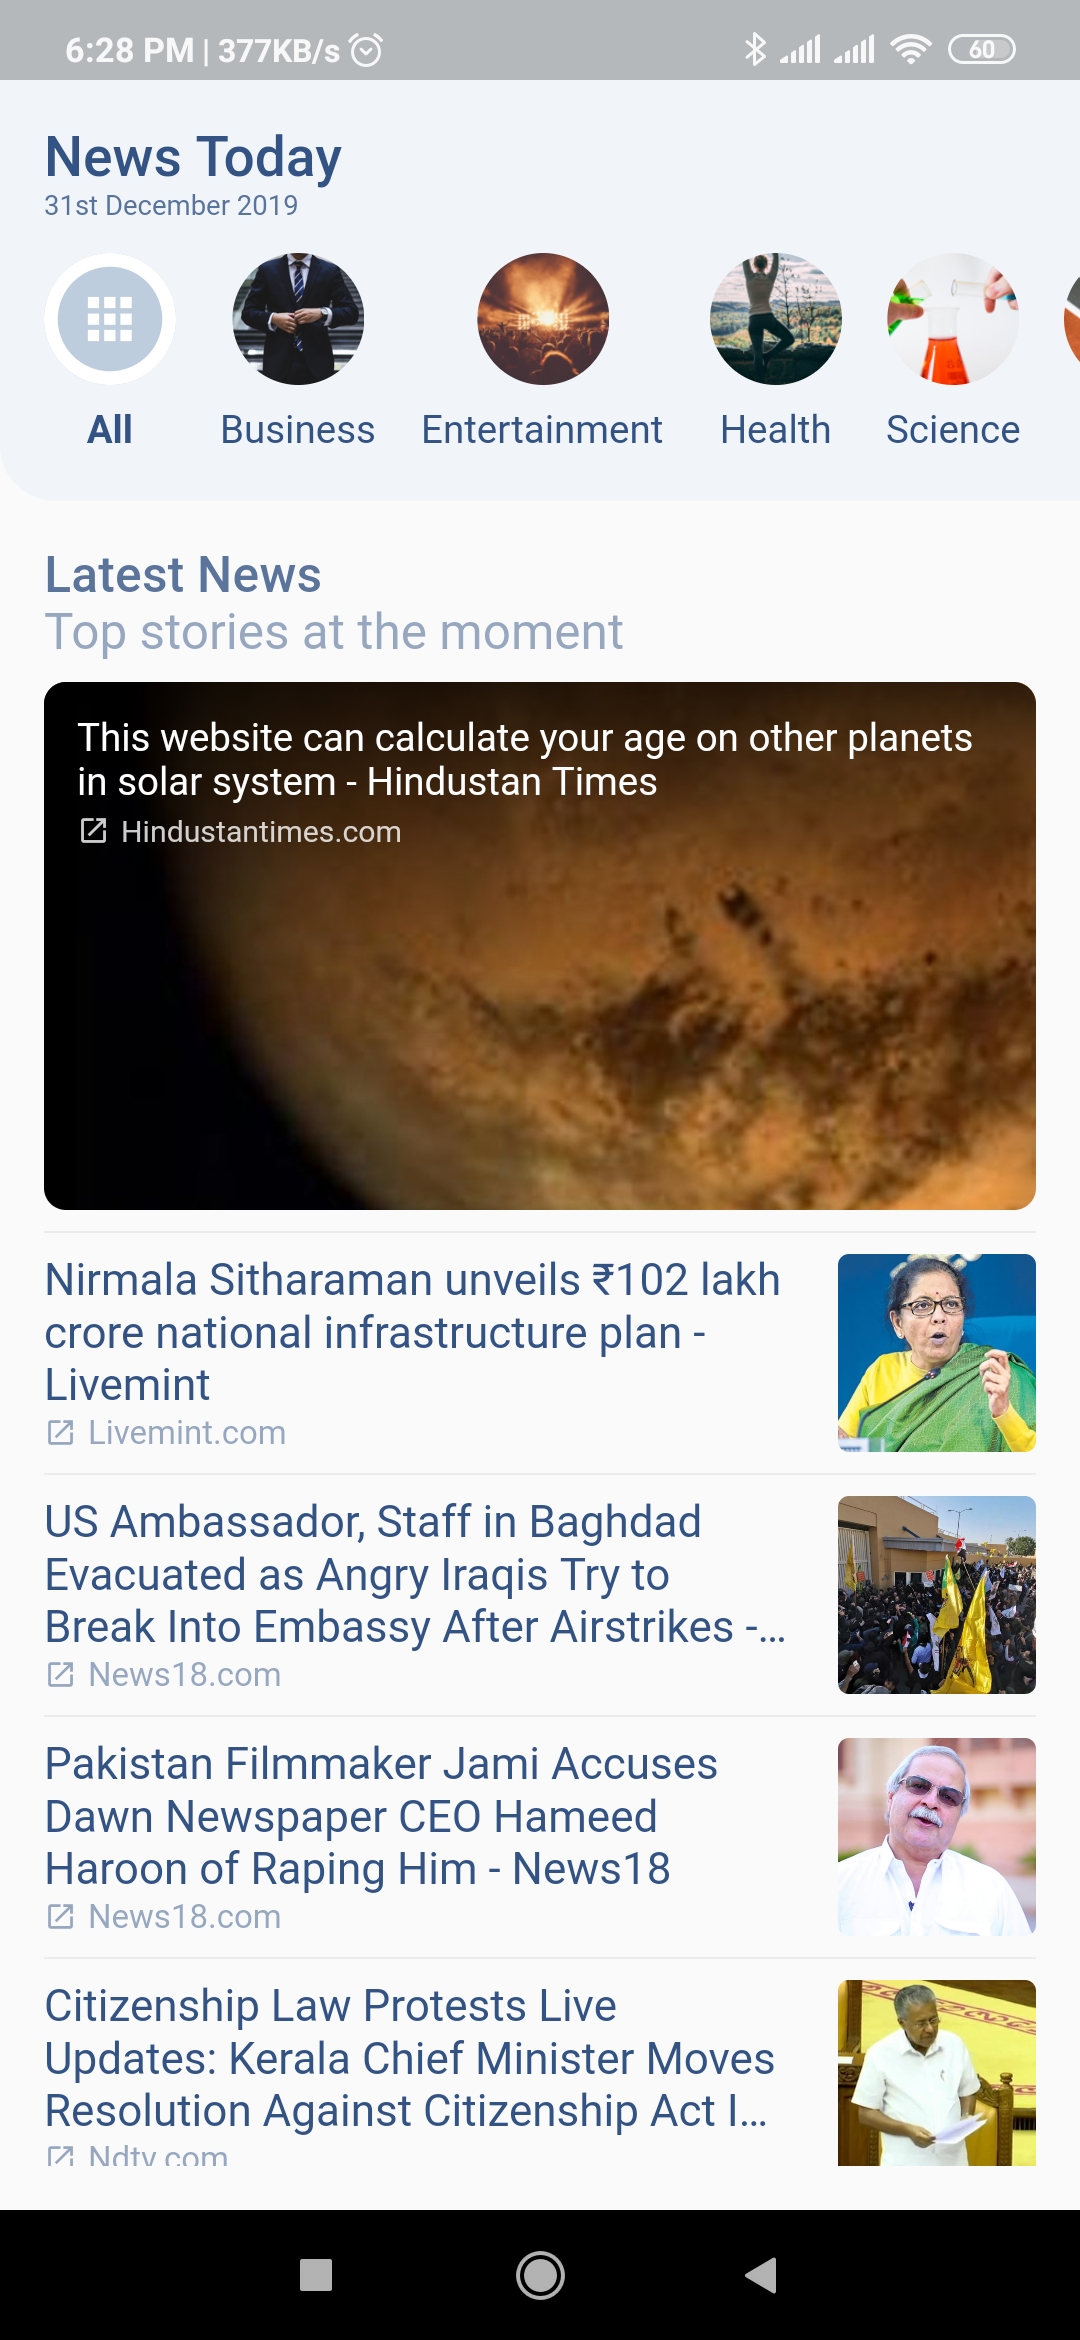 6:28 PM | 377KB/s
60
News Today
31st December 2019
All
Business
Entertainment
Health
Science
Latest News
Top stories at the moment
This website can calculate your age on other planets
in solar system - Hindustan Times
Hindustantimes.com
Nirmala Sitharaman unveils ₹102 lakh
crore national infrastructure plan -
Livemint
Livemint.com
US Ambassador, Staff in Baghdad
Evacuated as Angry Iraqis Try to
Break Into Embassy After Airstrikes -…
News18.com
Pakistan Filmmaker Jami Accuses
Dawn Newspaper CEO Hameed
Haroon of Raping Him - News18
News18.com
Citizenship Law Protests Live
Updates: Kerala Chief Minister Moves
Resolution Against Citizenship Act I…
Ndtv.com